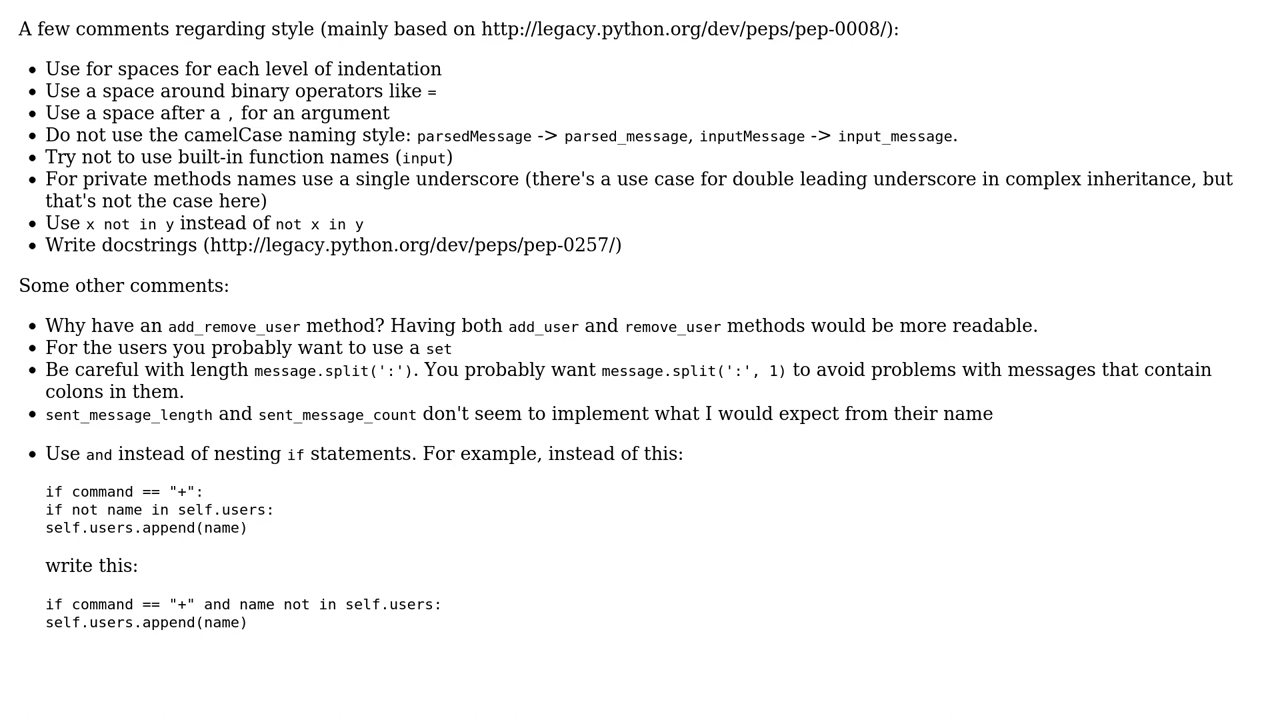 A few comments regarding style (mainly based on http://legacy.python.org/dev/peps/pep-0008/):
• Use for spaces for each level of indentation
• Use a space around binary operators like =
• Use a space after a , for an argument
• Do not use the camelCase naming style: parsedMessage -> parsed_message, inputMessage -> input_message.
• Try not to use built-in function names (input)
• For private methods names use a single underscore (there's a use case for double leading underscore in complex inheritance, but
that's not the case here)
• Use x not in y instead of not x in y
• Write docstrings (http://legacy.python.org/dev/peps/pep-0257/)
Some other comments:
• Why have an add_remove_user method? Having both add_user and remove_user methods would be more readable.
• For the users you probably want to use a set
• Be careful with length message.split(':'). You probably want message.split(':', 1) to avoid problems with messages that contain
colons in them.
• sent_message_length and sent_message_count don't seem to implement what I would expect from their name
• Use and instead of nesting if statements. For example, instead of this:
if command == "+":
if not name in self.users:
self.users.append(name)
write this:
if command == "+" and name not in self.users:
self.users.append(name)